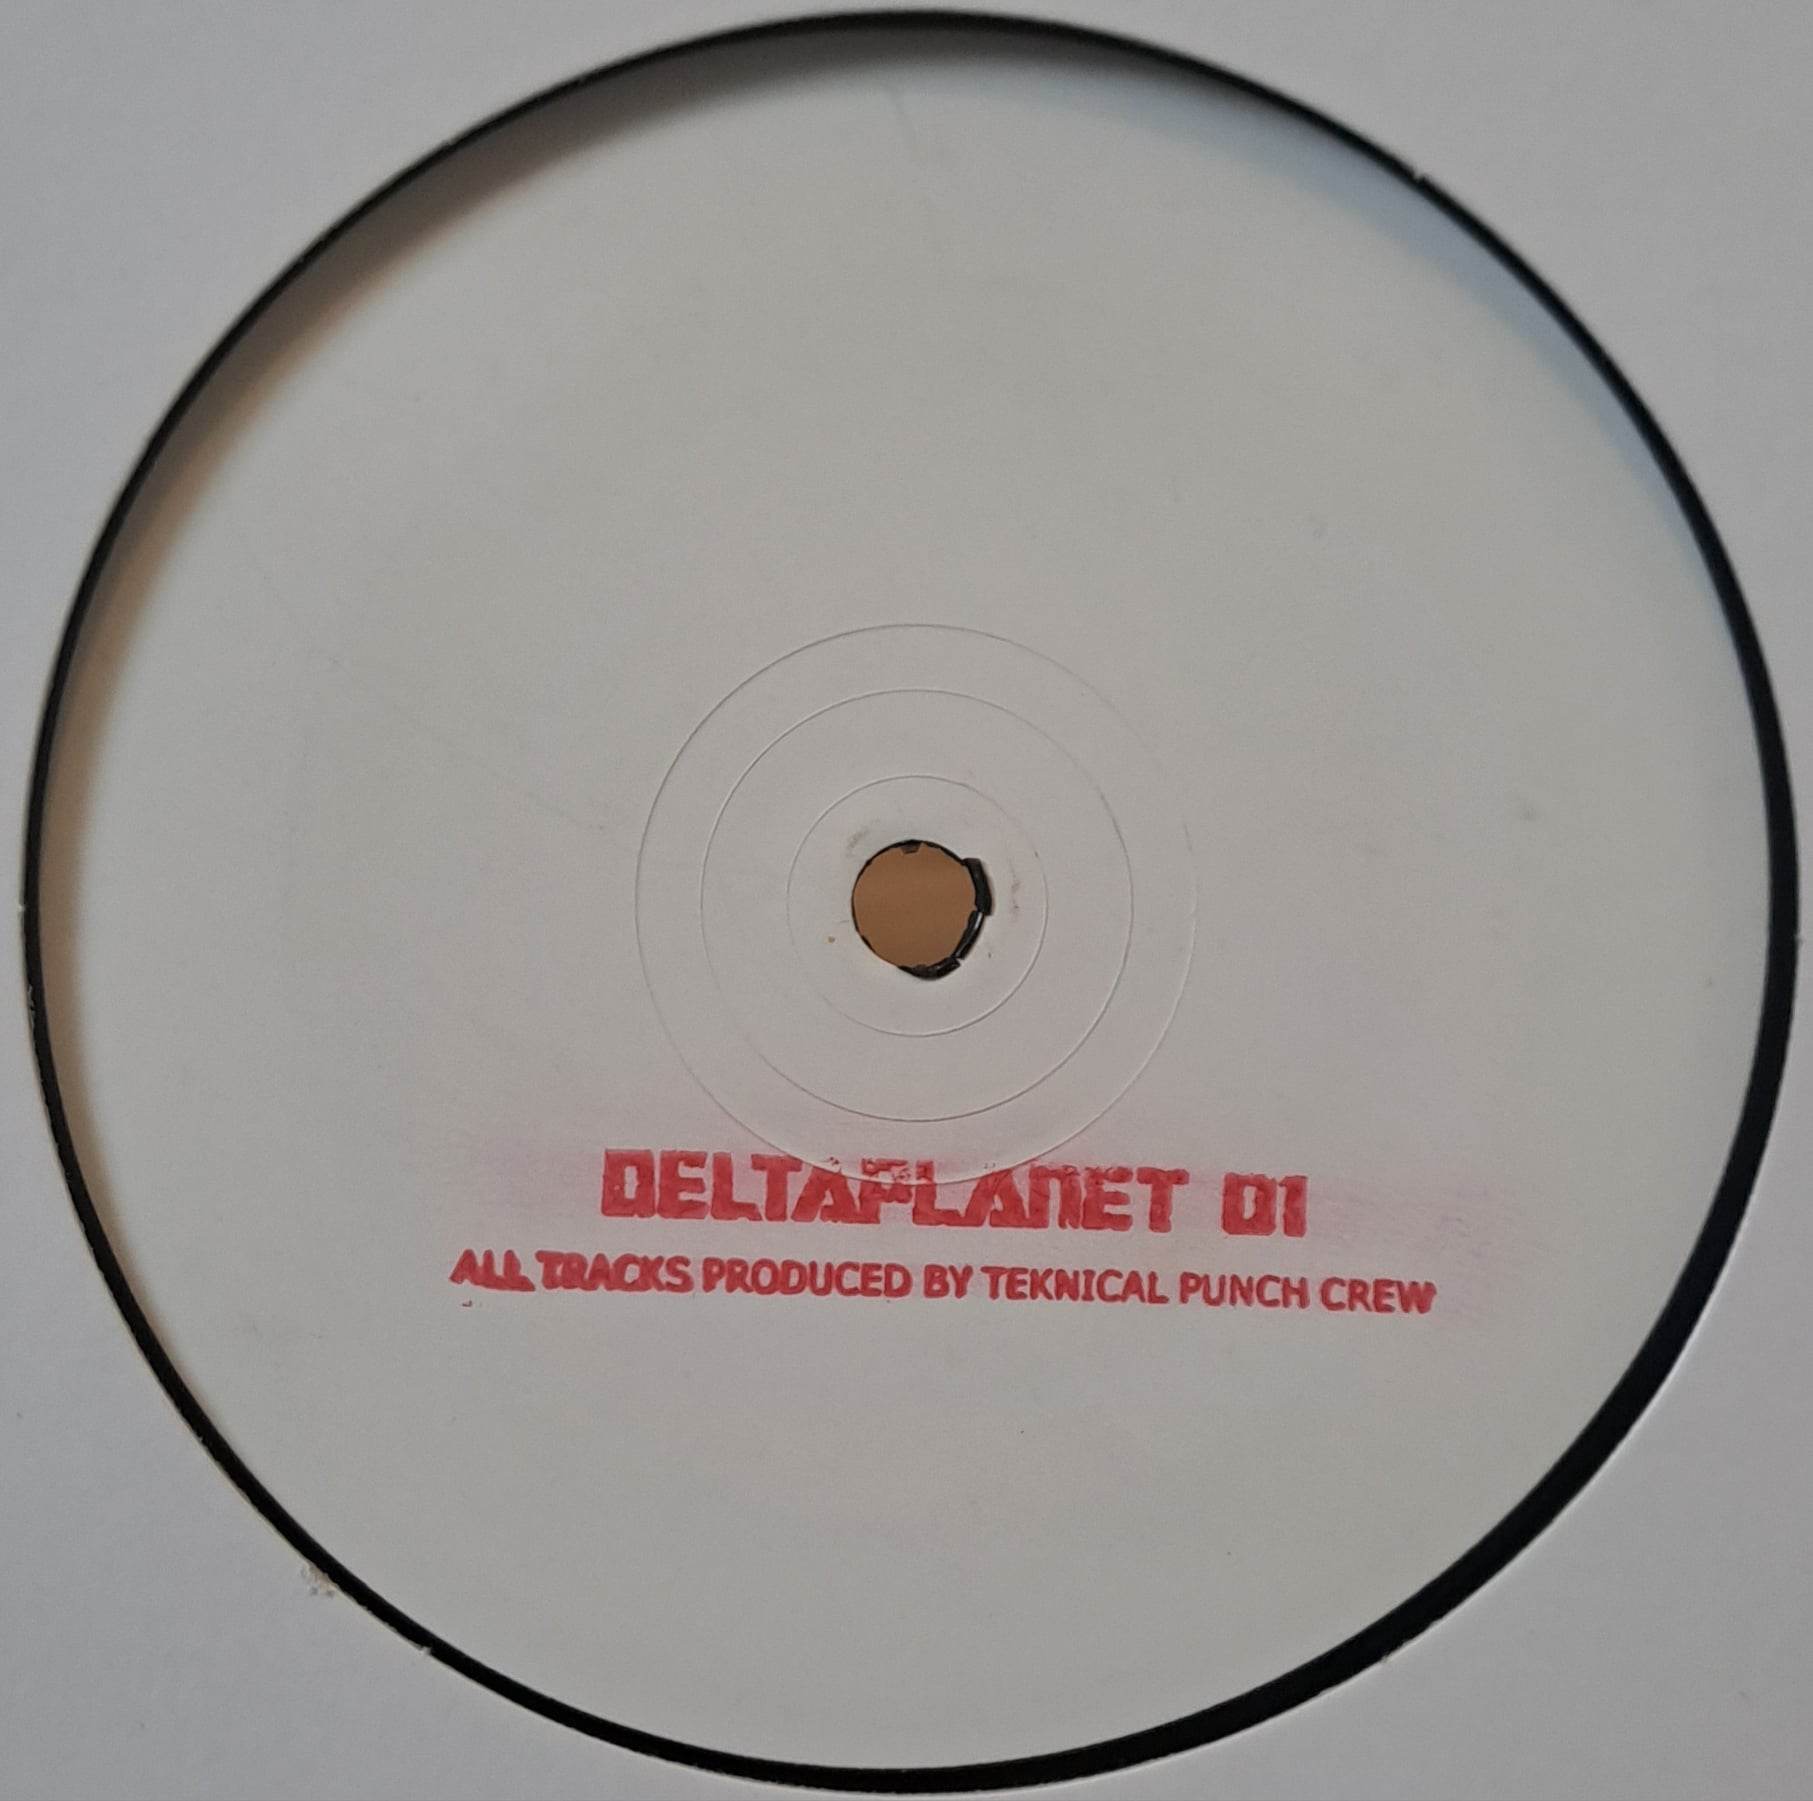 DELTAPLANET 01
ALL TRACKS PRODUCED BY TEKNICAL PUNCH CREW